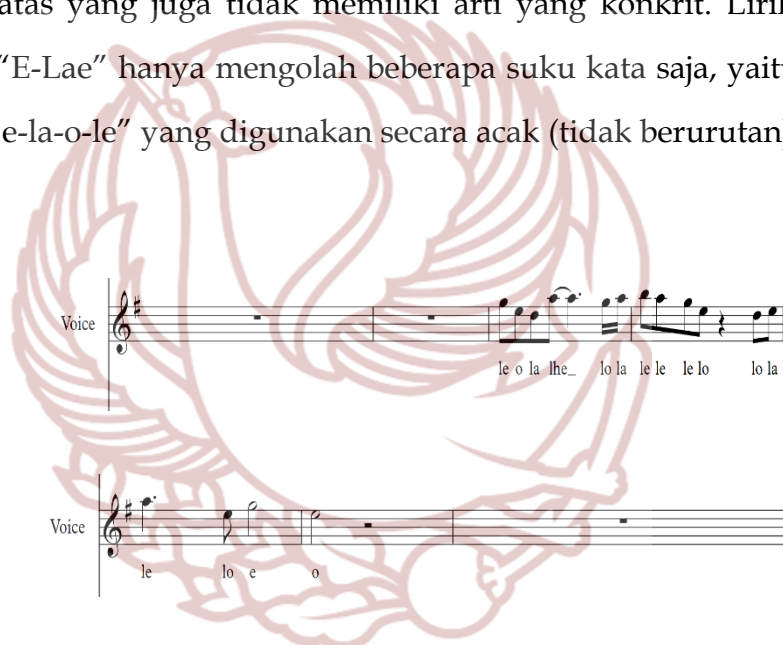 atas yang juga tidak memiliki arti yang konkrit. Lirik
“E-Lae” hanya mengolah beberapa suku kata saja, yaitu
e-la-o-le” yang digunakan secara acak (tidak berurutan)
Voice
le o la lhe_ lo la le le le lo lo la
Voice
le lo e o